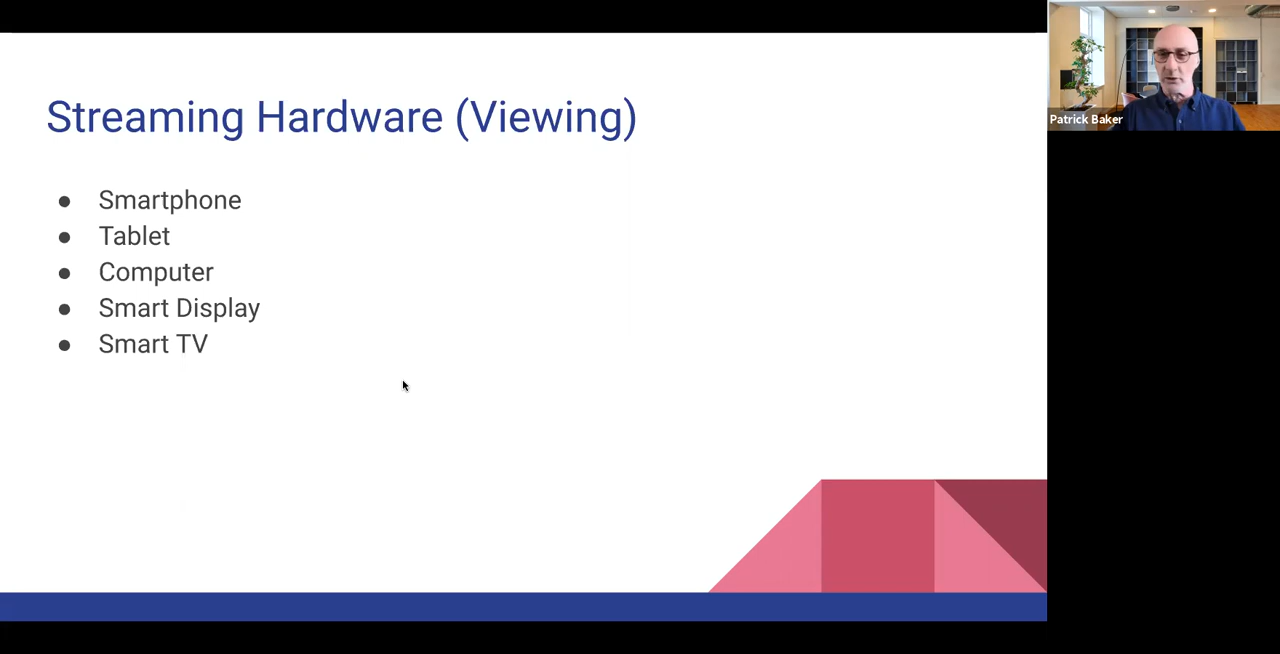 Streaming Hardware (Viewing)
● Smartphone
● Tablet
● Computer
● Smart Display
● Smart TV
Patrick Baker